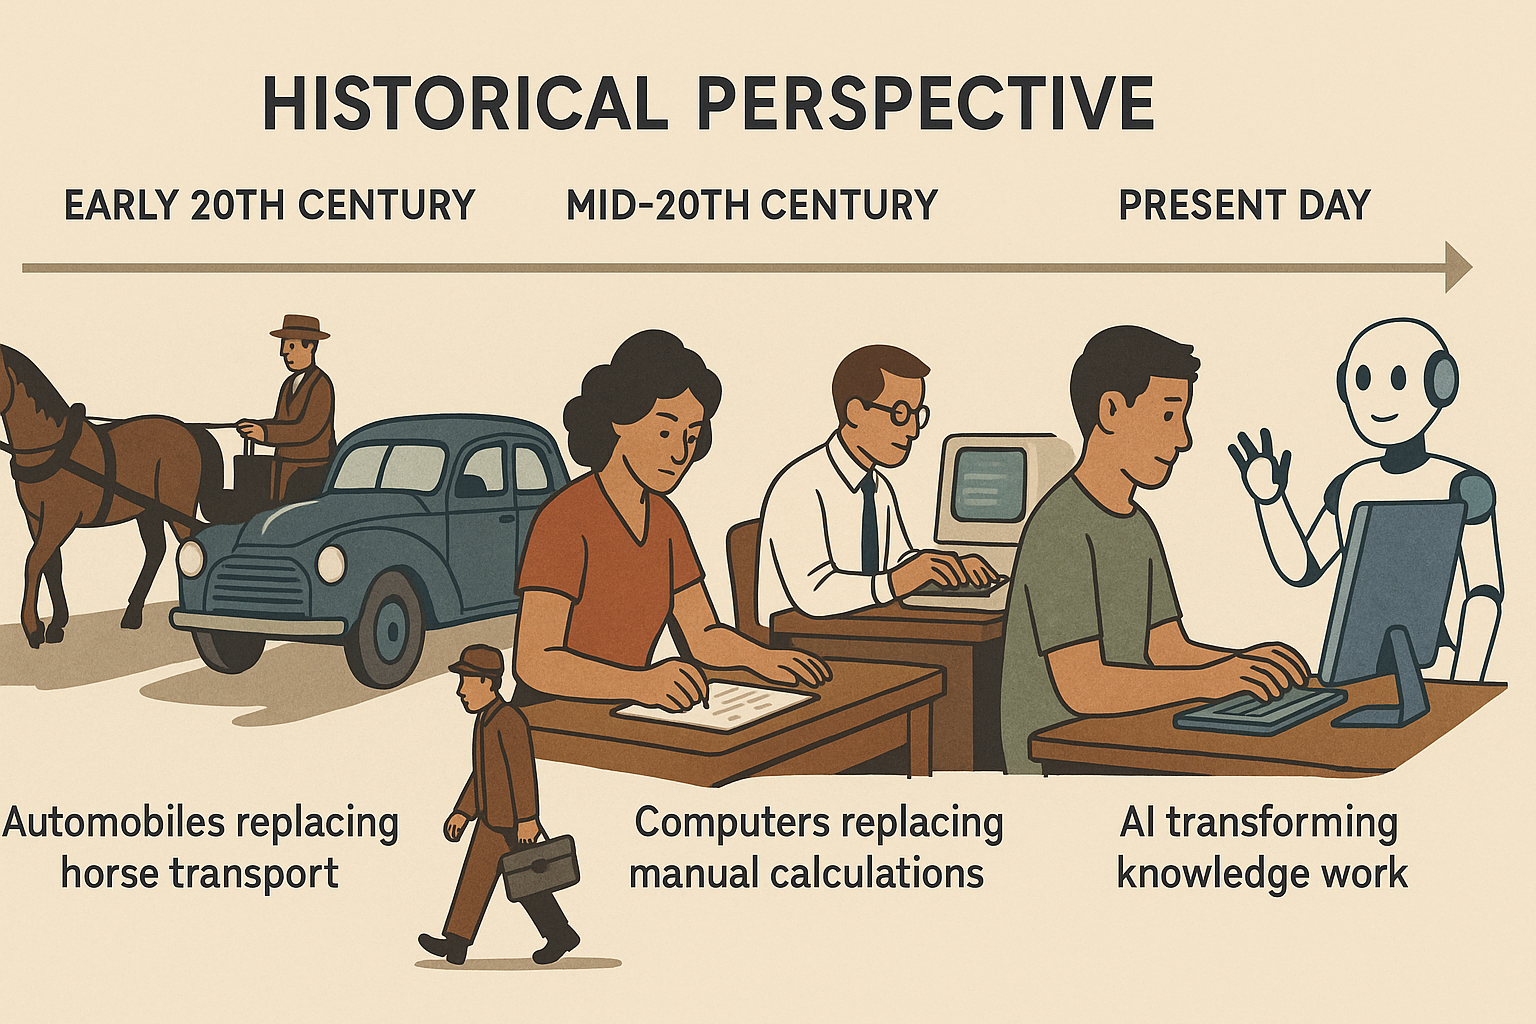 HISTORICAL PERSPECTIVE
EARLY 20TH CENTURY
MID-20TH CENTURY
PRESENT DAY
Automobiles replacing
horse transport
Computers replacing
manual calculations
AI transforming
knowledge work